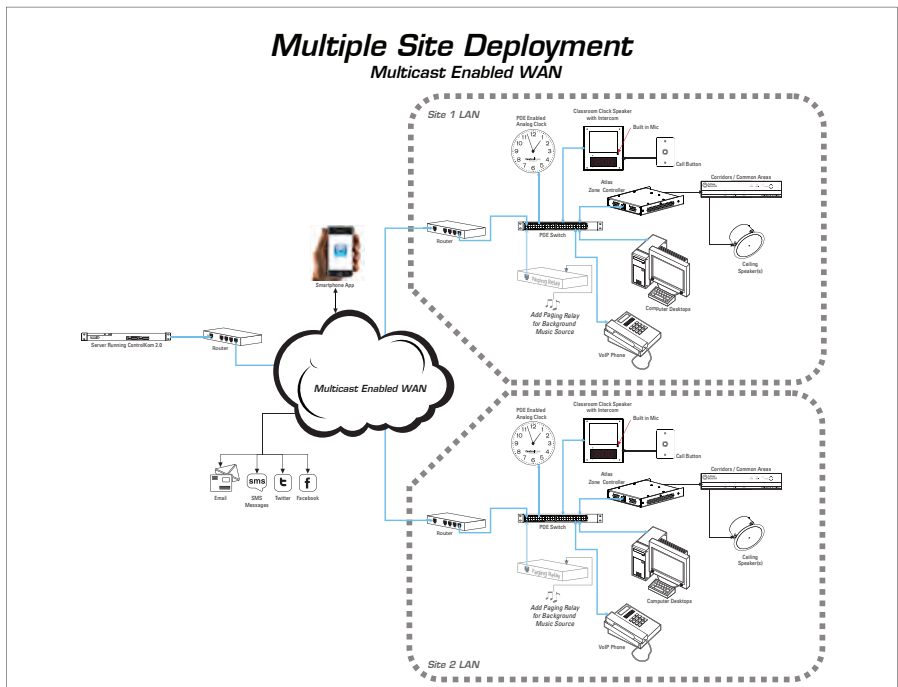 Multiple Site Deployment
Multicast Enabled WAN
Site 1 LAN
PDE Enabled
Analog Clock
Classroom Clock Speaker
with Intercom
Built in Mic
Call Button
Atlas
Zone Controller
Corridors / Common Areas
Ceiling
Speaker(s)
Router
PDE Switch
Paging Relay
Add Paging Relay
for Background
Music Source
Computer Desktops
VoIP Phone
Smartphone App
Server Running ControlKom 2.0
Router
Multicast Enabled WAN
Email
sms
SMS
Messages
Twitter
Facebook
PDE Enabled
Analog Clock
Classroom Clock Speaker
with Intercom
Built in Mic
Call Button
Atlas
Zone Controller
Corridors / Common Areas
Ceiling
Speaker(s)
Router
PDE Switch
Paging Relay
Add Paging Relay
for Background
Music Source
Computer Desktops
VoIP Phone
Site 2 LAN